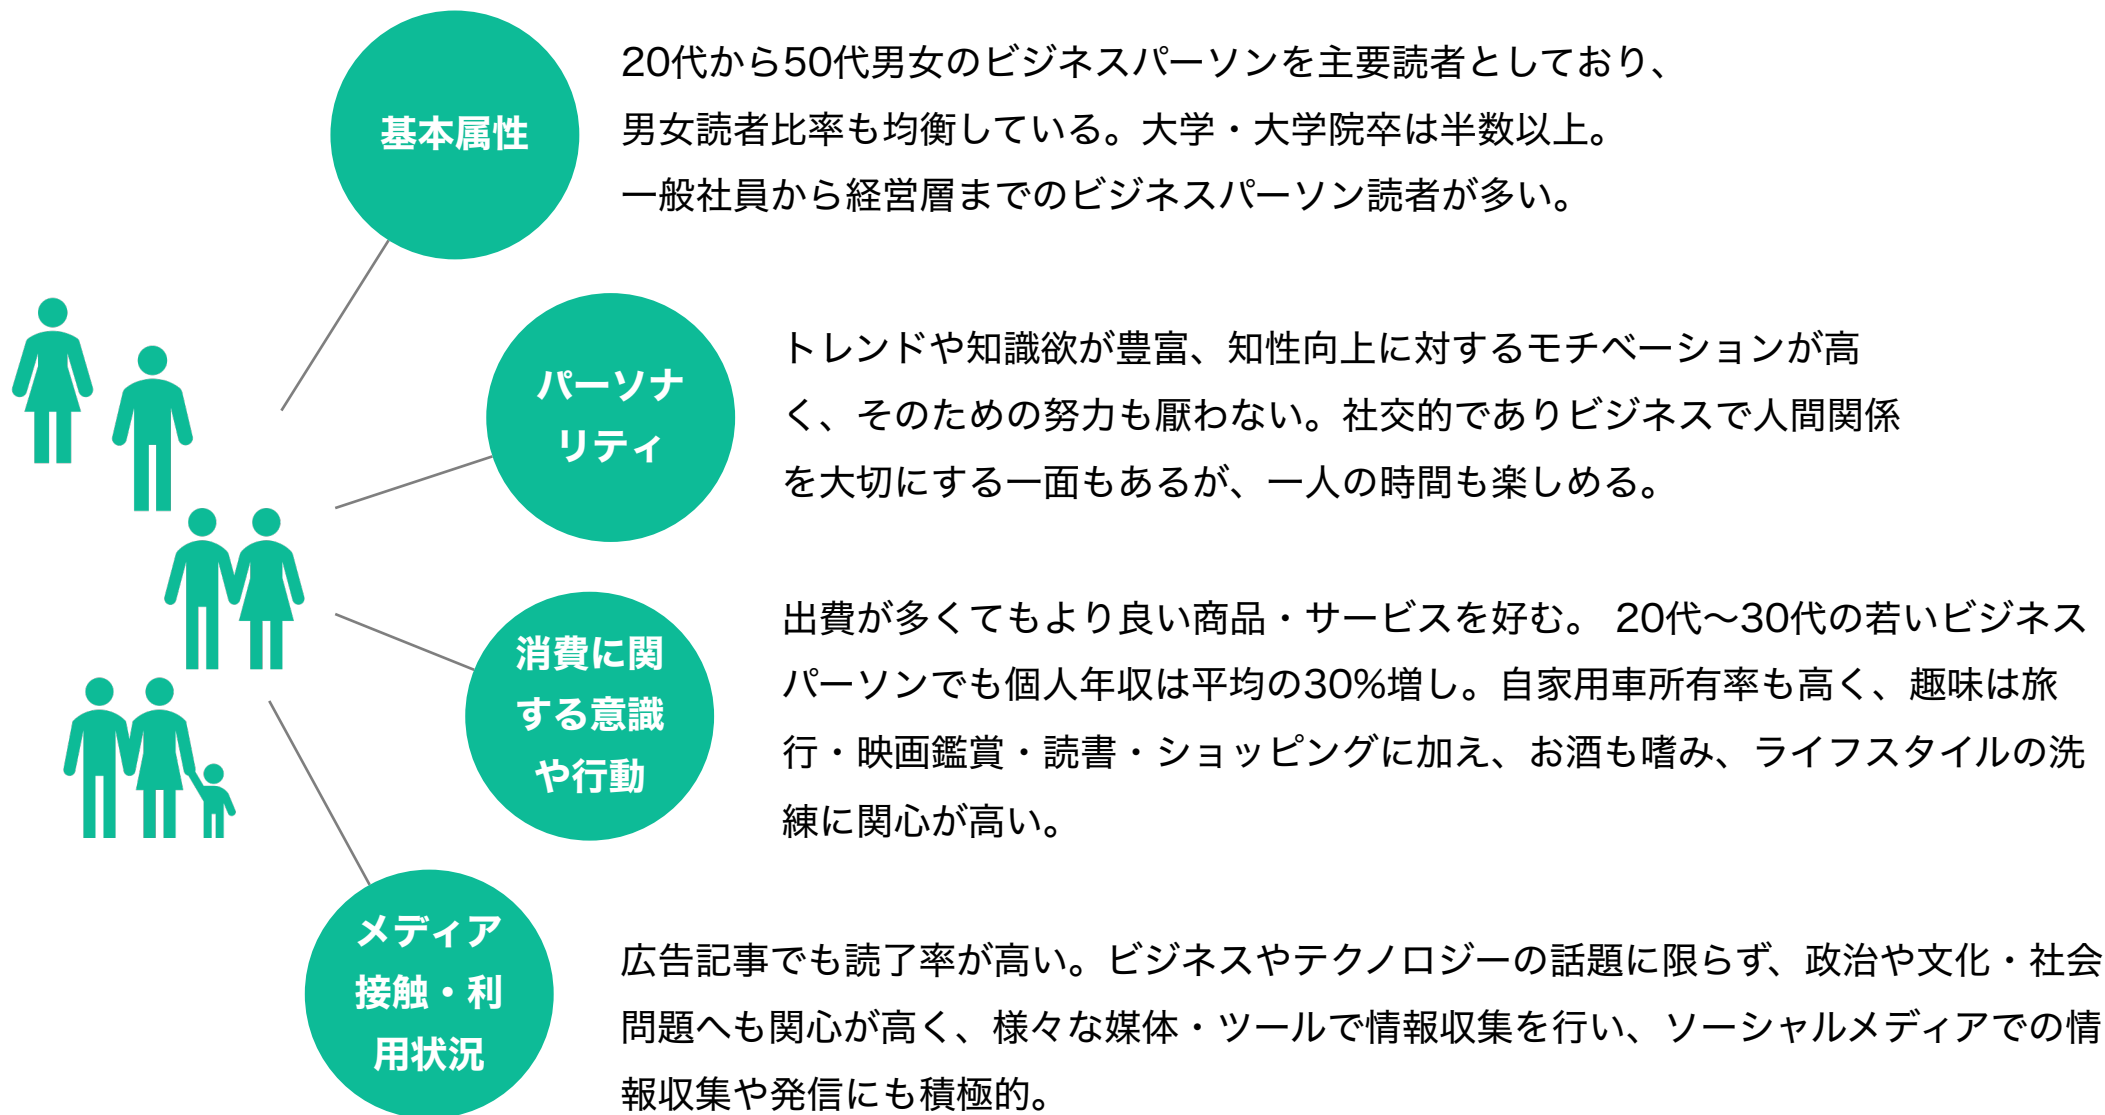 基本属性
20代から50代男女のビジネスパーソンを主要読者としており、
男女読者比率も均衡している。大学・大学院卒は半数以上。
一般社員から経営層までのビジネスパーソン読者が多い。
パーソナ
リティ
トレンドや知識欲が豊富、知性向上に対するモチベーションが高
く、そのための努力も厭わない。社交的でありビジネスで人間関係
を大切にする一面もあるが、一人の時間も楽しめる。
消費に関
する意識
や行動
出費が多くてもより良い商品・サービスを好む。 20代〜30代の若いビジネス
パーソンでも個人年収は平均の30%増し。自家用車所有率も高く、趣味は旅
行・映画鑑賞・読書・ショッピングに加え、お酒も嗜み、ライフスタイルの洗
練に関心が高い。
メディア
接触・利
用状況
広告記事でも読了率が高い。ビジネスやテクノロジーの話題に限らず、政治や文化・社会
問題へも関心が高く、様々な媒体・ツールで情報収集を行い、ソーシャルメディアでの情
報収集や発信にも積極的。